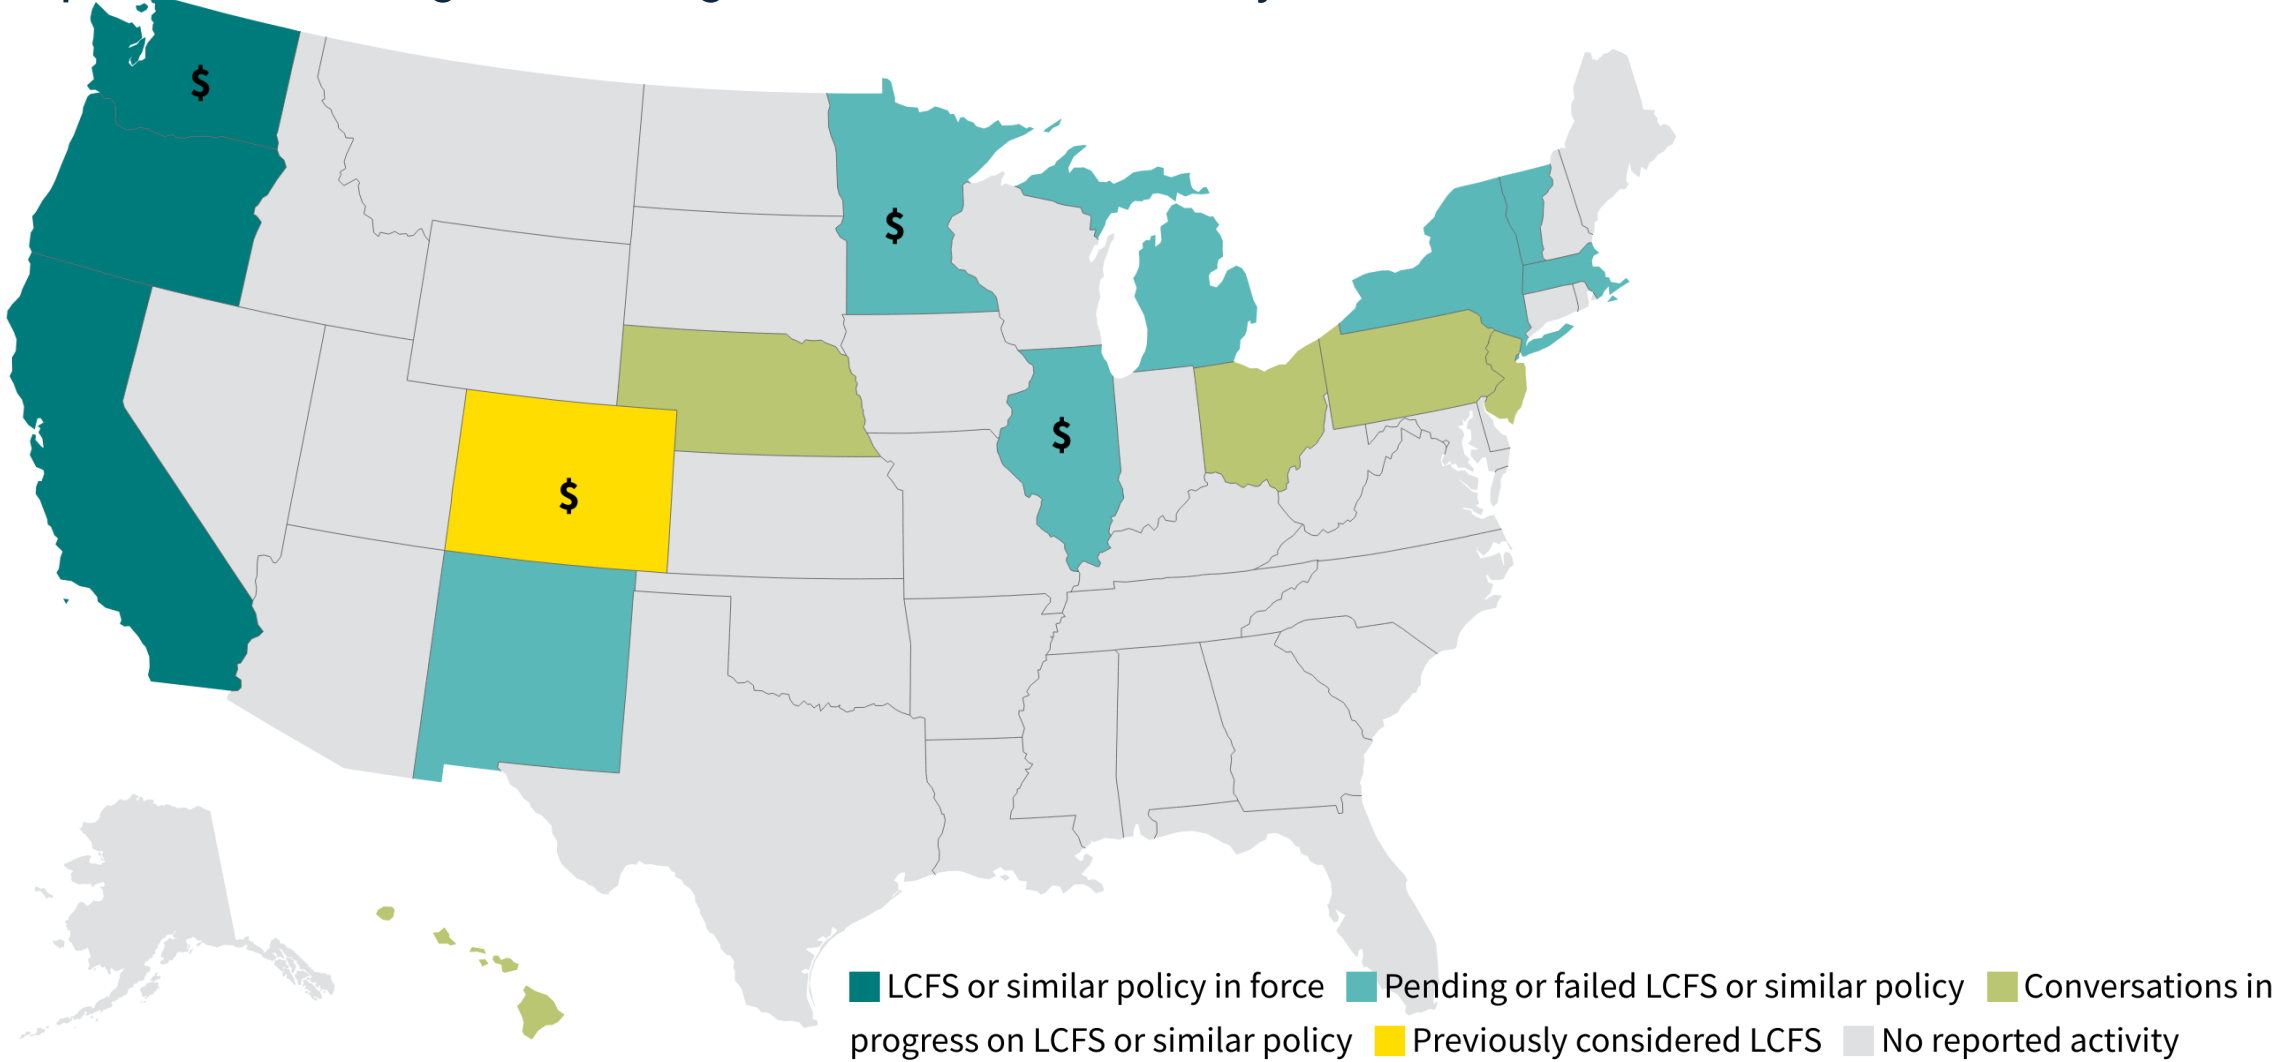 $
$
$
$
LCFS or similar policy in force Pending or failed LCFS or similar policy Conversations in
progress on LCFS or similar policy Previously considered LCFS No reported activity